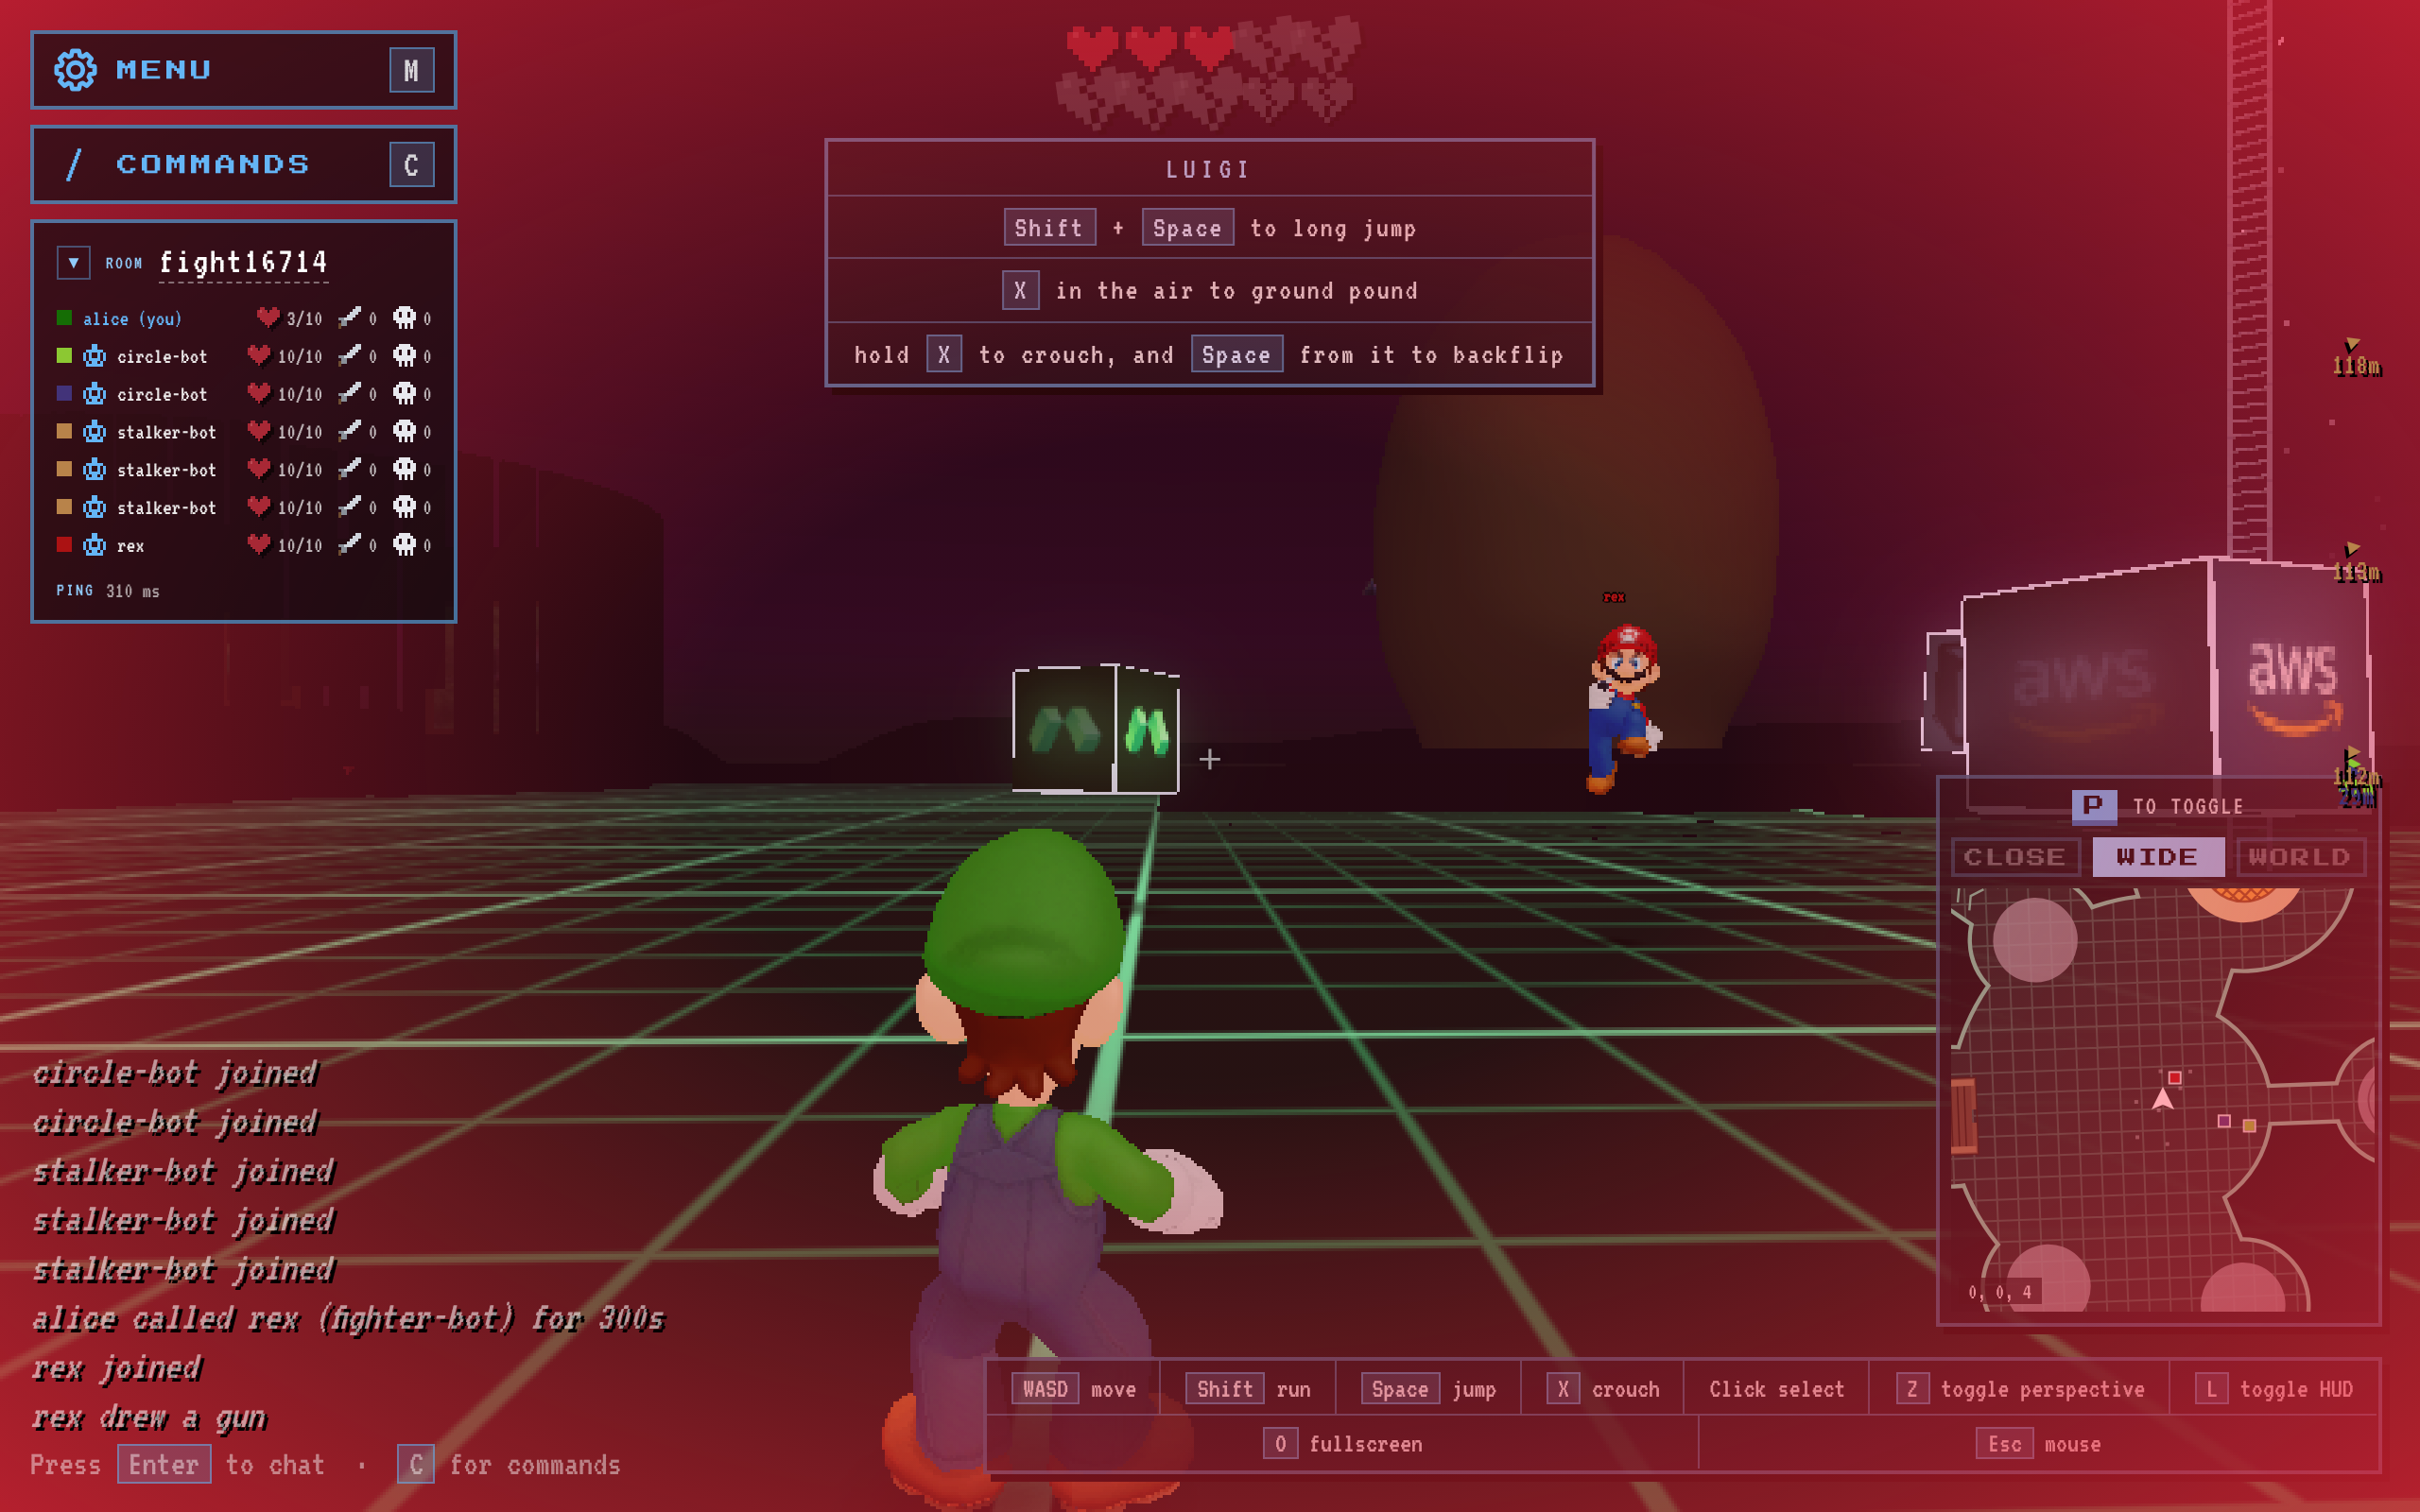 MENU M
/ COMMANDS C
▼ ROOM fight16714
alice (you) 3/10 0 0
circle-bot 10/10 0 0
circle-bot 10/10 0 0
stalker-bot 10/10 0 0
stalker-bot 10/10 0 0
stalker-bot 10/10 0 0
rex 10/10 0 0
PING 310 ms
LUIGI
Shift + Space to long jump
X in the air to ground pound
hold X to crouch, and Space from it to backflip
118m
rex
aws
aws
112m
P TO TOGGLE
CLOSE WIDE WORLD
0, 0, 4
circle-bot joined
circle-bot joined
stalker-bot joined
stalker-bot joined
stalker-bot joined
alice called rex (fighter-bot) for 300s
rex joined
rex drew a gun
Press Enter to chat · C for commands
WASD move Shift run Space jump X crouch Click select Z toggle perspective L toggle HUD
O fullscreen Esc mouse